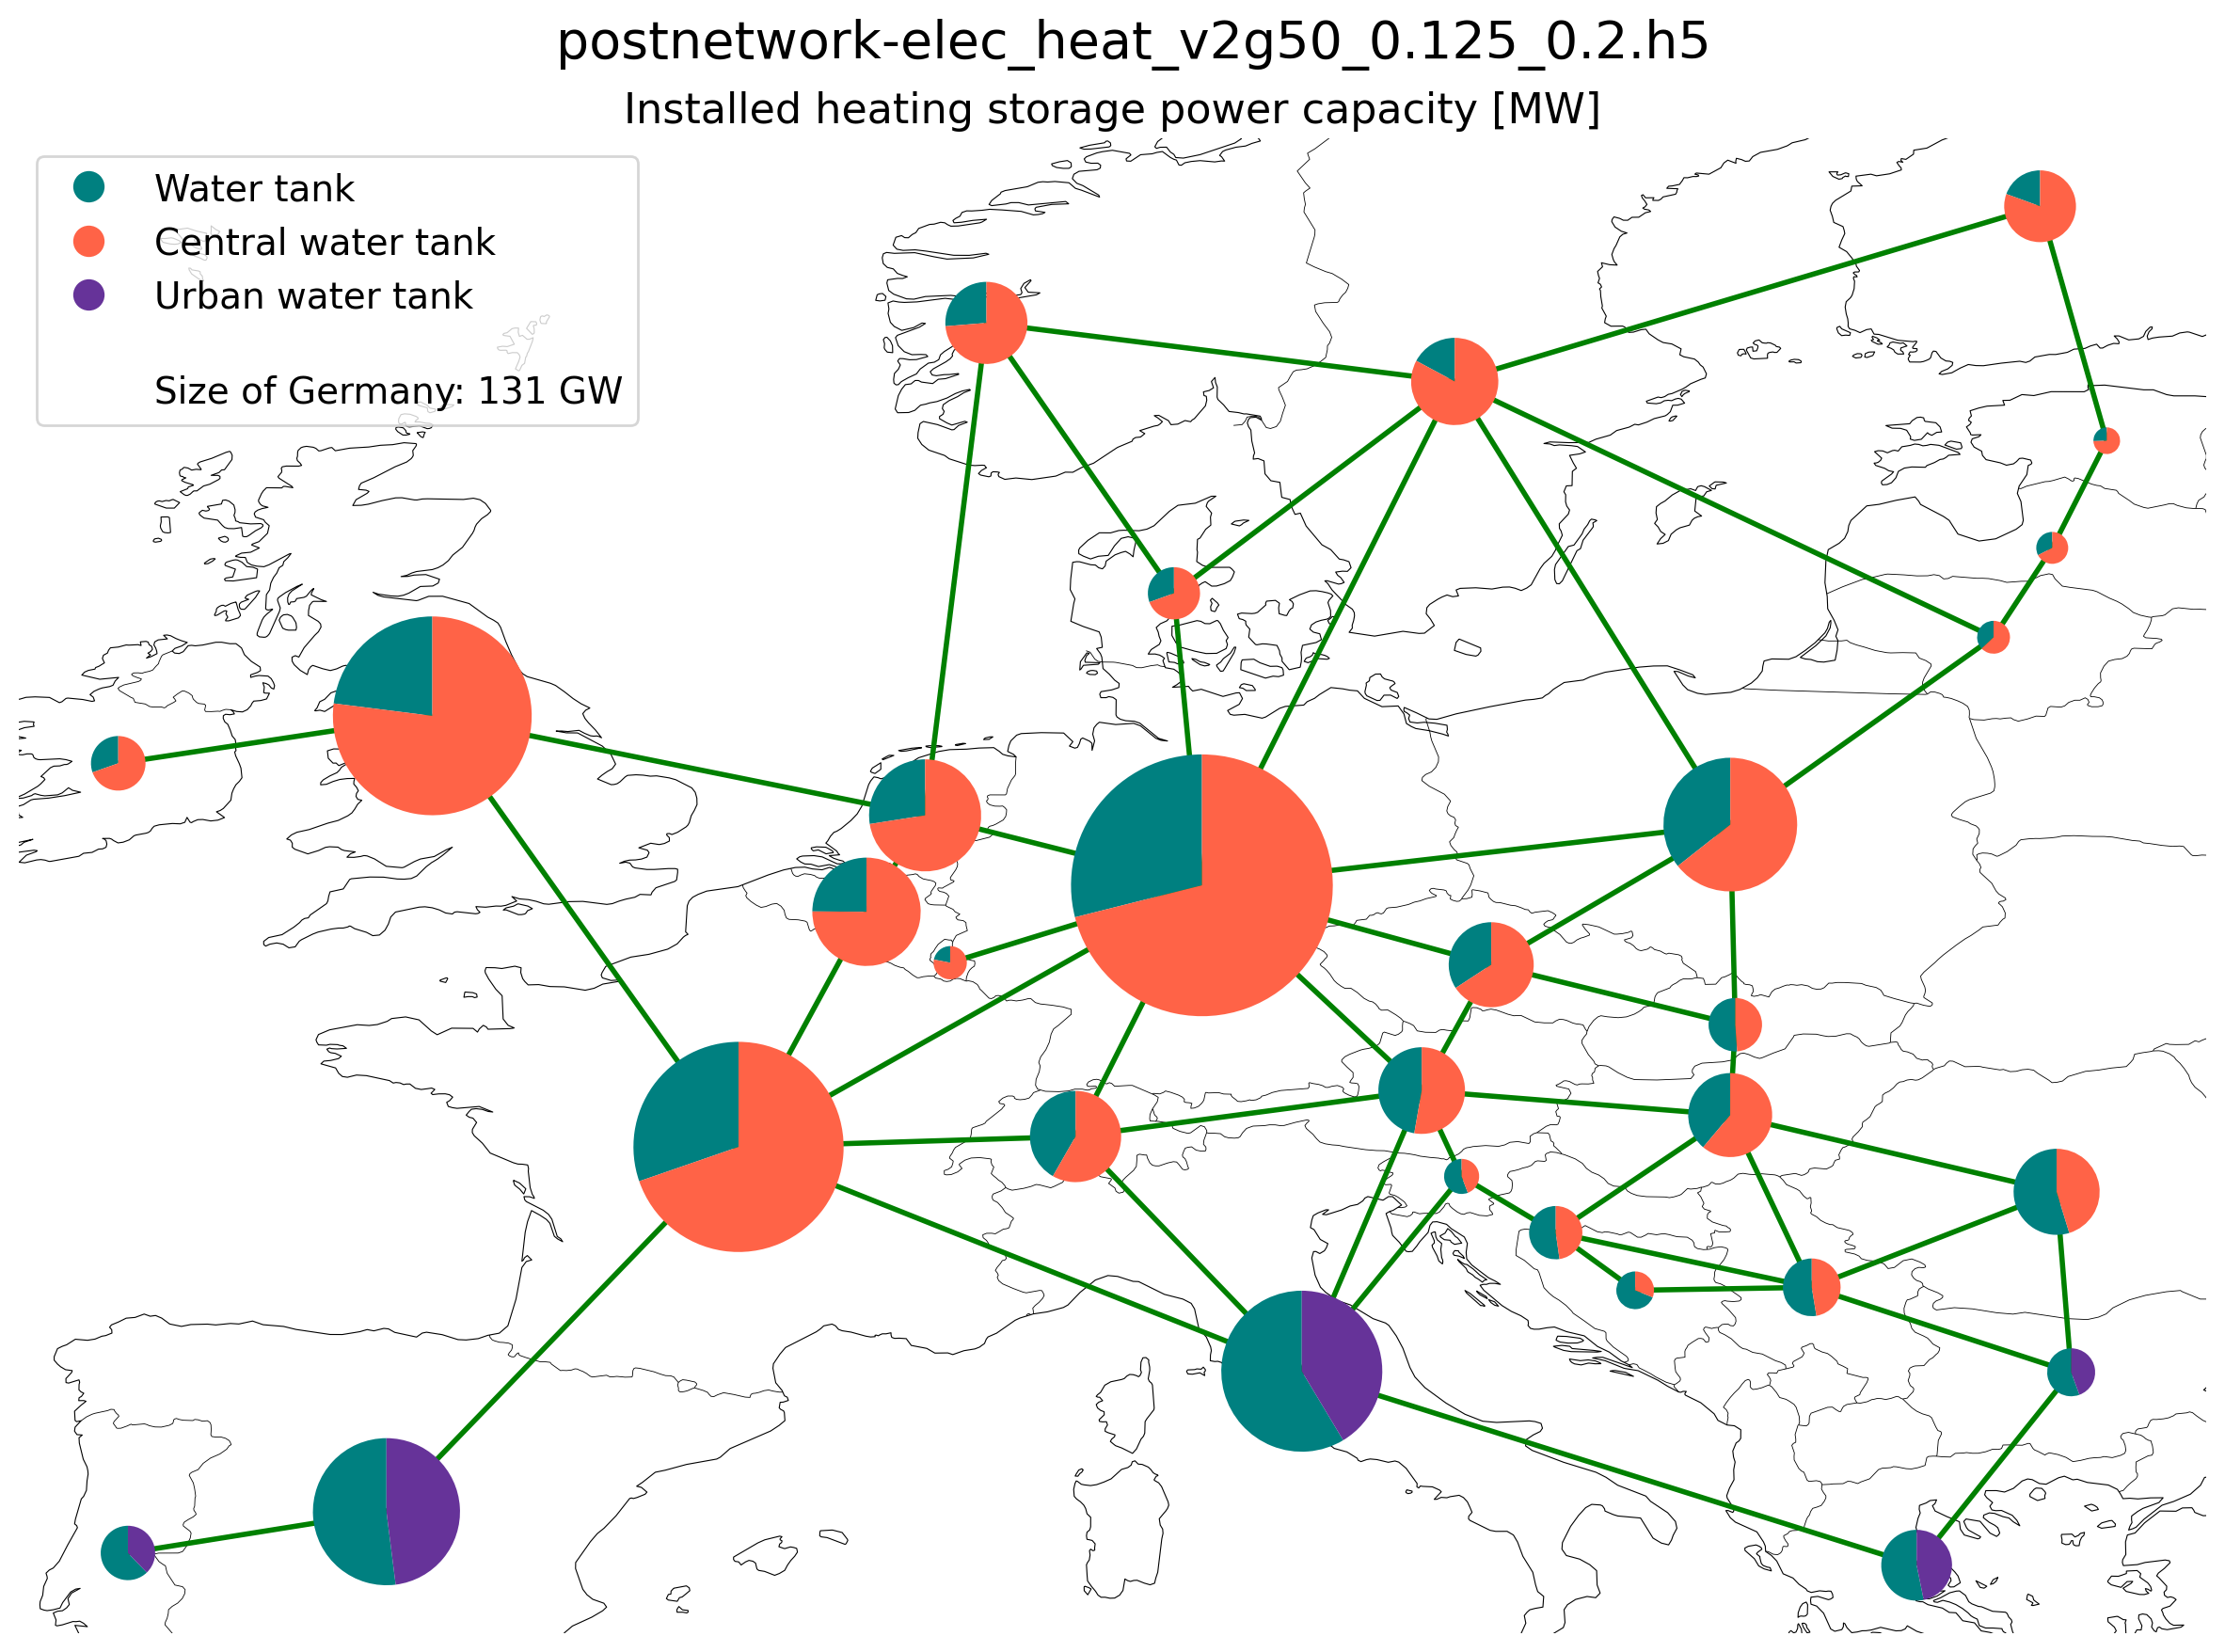 postnetwork-elec_heat_v2g50_0.125_0.2.h5
Installed heating storage power capacity [MW]
Water tank
Central water tank
Urban water tank
Size of Germany: 131 GW